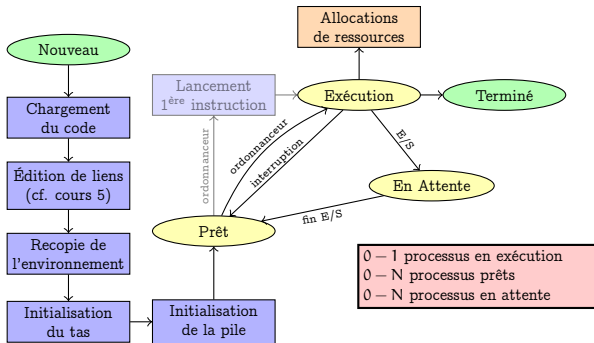 Nouveau
Chargement
du code
Édition de liens
(cf. cours 5)
Recopie de
l'environnement
Initialisation
du tas
Initialisation
de la pile
Prêt
ordonnanceur
Lancement
1ère instruction
ordonnanceur
interruption
Exécution
Allocations
de ressources
Terminé
E/S
En Attente
fin E/S
0 – 1 processus en exécution
0 – N processus prêts
0 – N processus en attente